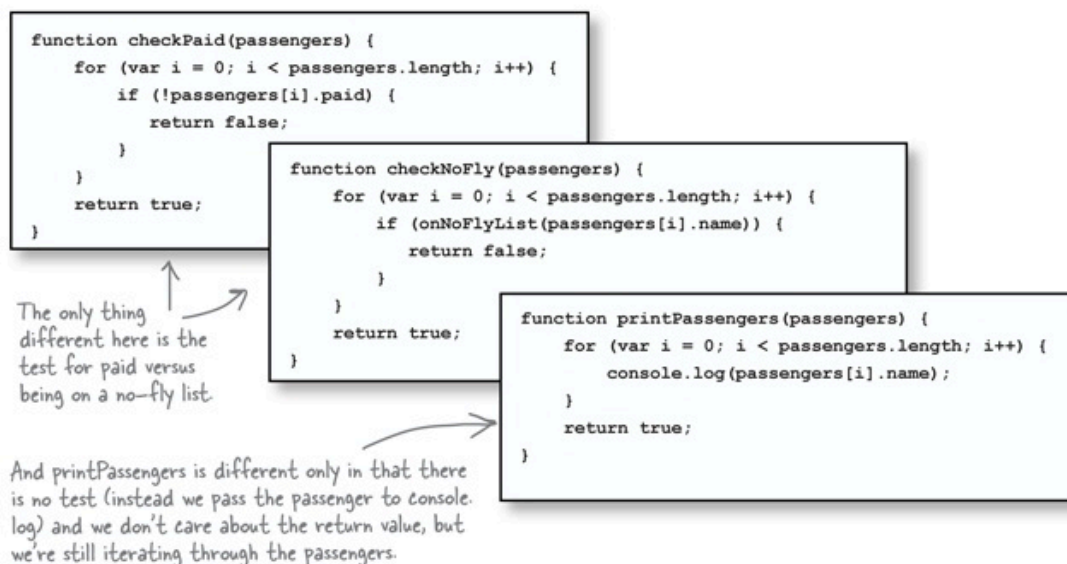 function checkPaid(passengers) {
    for (var i = 0; i < passengers.length; i++) {
        if (!passengers[i].paid) {
            return false;
        }
    }
    return true;
}
function checkNoFly(passengers) {
    for (var i = 0; i < passengers.length; i++) {
        if (onNoFlyList(passengers[i].name)) {
            return false;
        }
    }
    return true;
}
function printPassengers(passengers) {
    for (var i = 0; i < passengers.length; i++) {
        console.log(passengers[i].name);
    }
    return true;
}
The only thing
different here is the
test for paid versus
being on a no-fly list.
And printPassengers is different only in that there
is no test (instead we pass the passenger to console.
log) and we don't care about the return value, but
we're still iterating through the passengers.